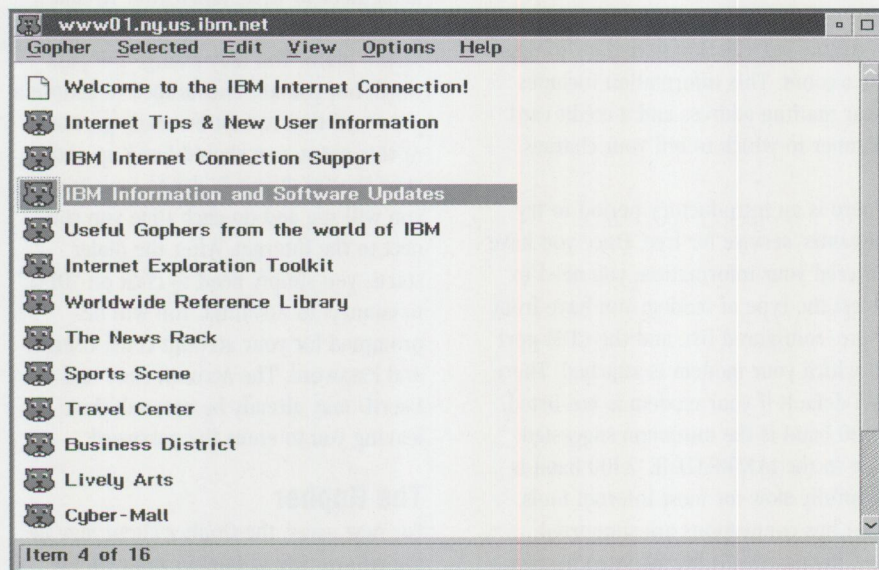 www01.ny.us.ibm.net
Gopher Selected Edit View Options Help
Welcome to the IBM Internet Connection!
Internet Tips & New User Information
IBM Internet Connection Support
IBM Information and Software Updates
Useful Gophers from the world of IBM
Internet Exploration Toolkit
Worldwide Reference Library
The News Rack
Sports Scene
Travel Center
Business District
Lively Arts
Cyber-Mall
Item 4 of 16